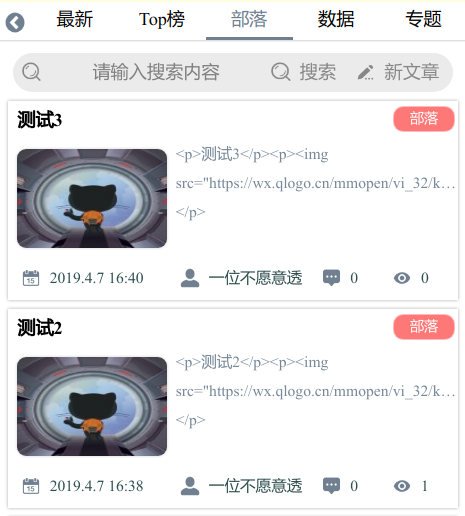 最新 Top榜 部落 数据 专题
请输入搜索内容 搜索 新文章
测试3 部落
<p>测试3</p><p><img
src="https://wx.qlogo.cn/mmopen/vi_32/k…
</p>
15 2019.4.7 16:40 一位不愿意透 0 0
测试2 部落
<p>测试2</p><p><img
src="https://wx.qlogo.cn/mmopen/vi_32/k…
</p>
15 2019.4.7 16:38 一位不愿意透 0 1